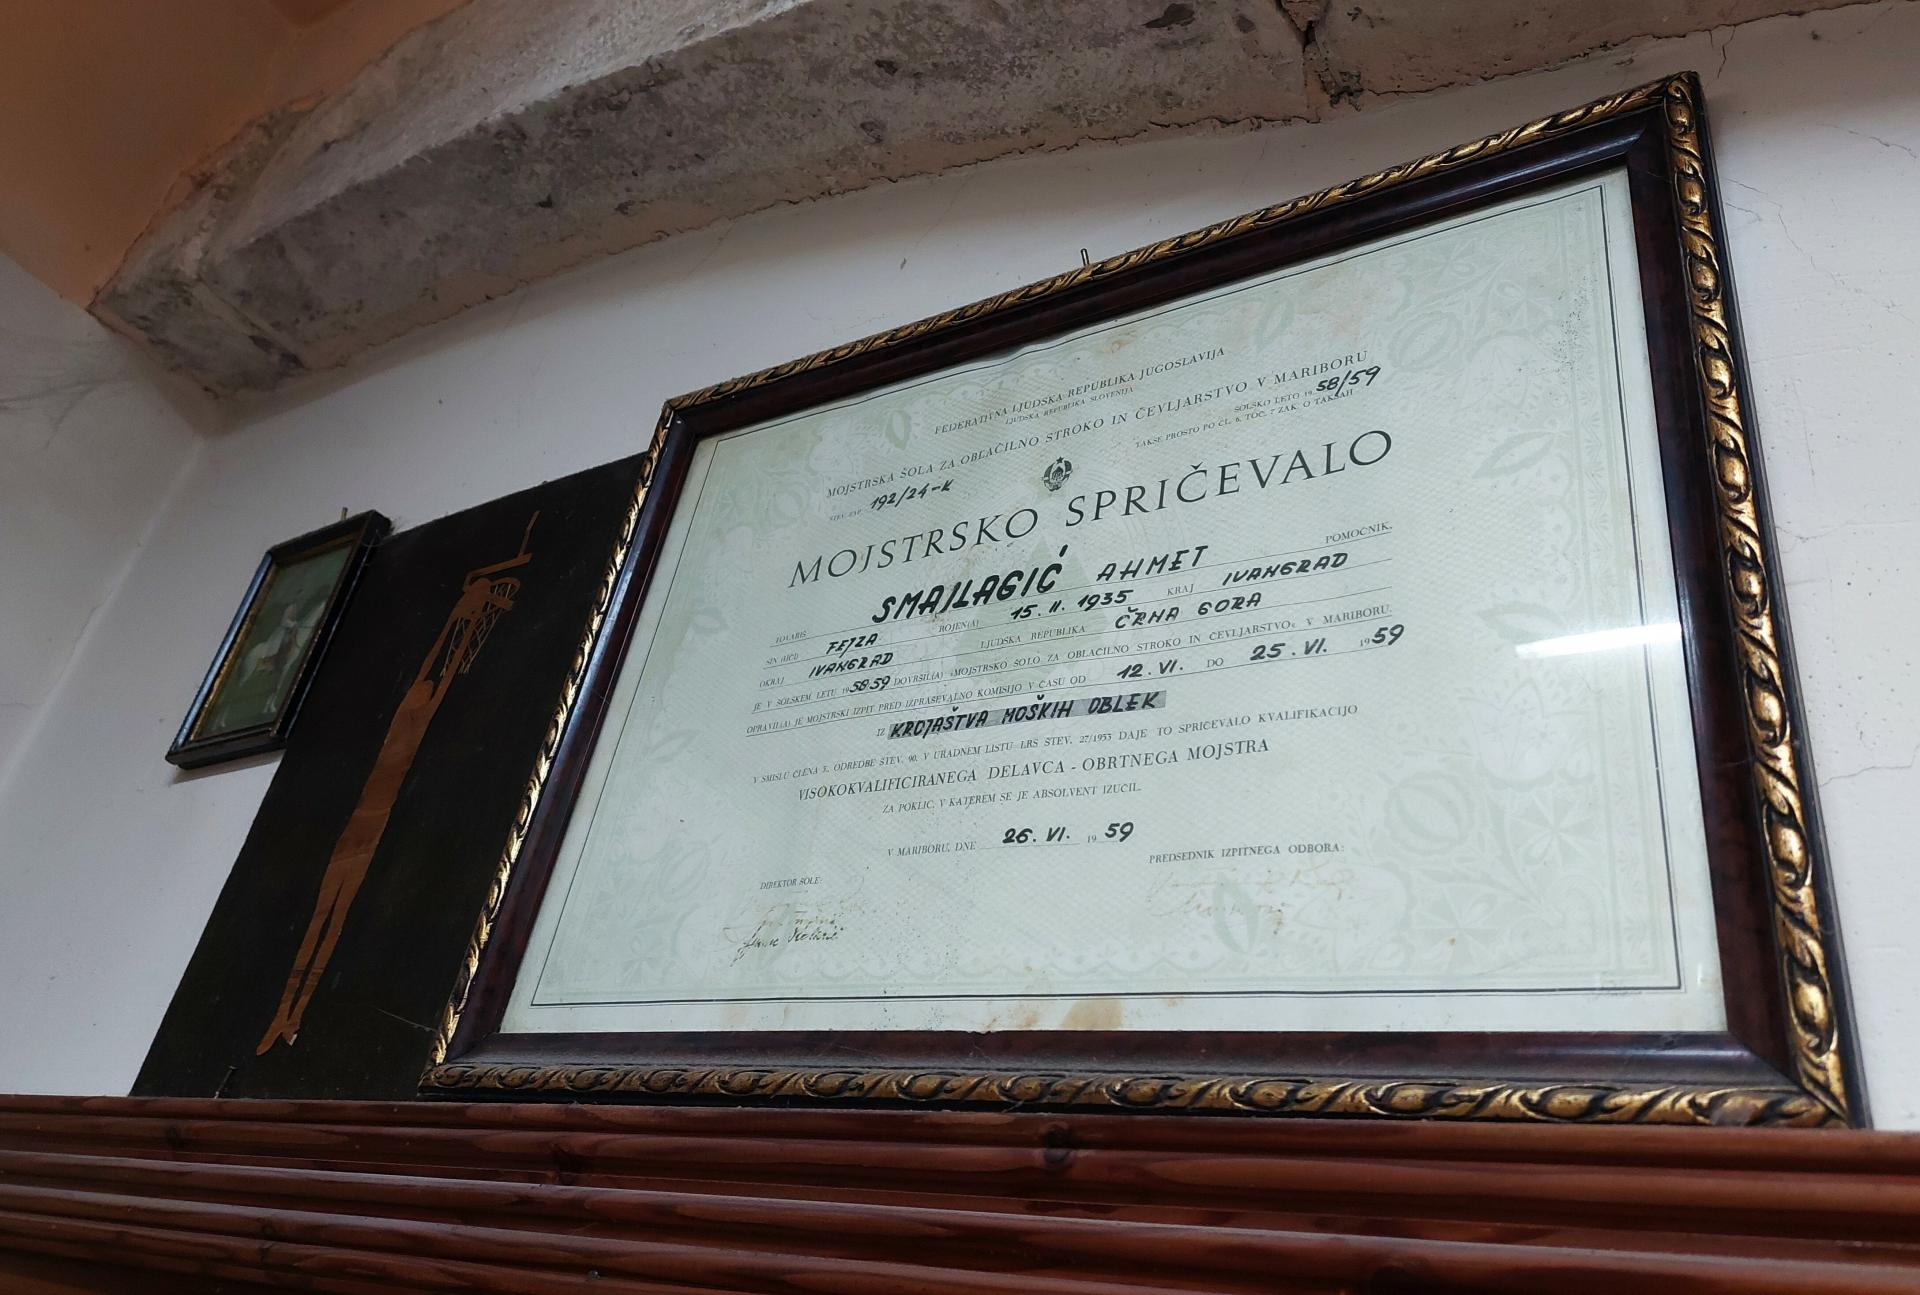 FEDERATIVNA LJUDSKA REPUBLIKA JUGOSLAVIJA
LJUDSKA REPUBLIKA SLOVENIJA
MOJSTRSKA ŠOLA ZA OBLAČILNO STROKO IN ČEVLJARSTVO V MARIBORU
ŠOLSKO LETO 1958/59
192/24-K
TAKSE PROSTO PO ČL. 6, TOČ. 7 ZAK. O TAKSAH
MOJSTRSKO SPRIČEVALO
TOVARIŠ SMAJLAGIĆ AHMET POMOČNIK,
SIN (HČI) FEJZA ROJEN(A) 15. II. 1935 KRAJ IVANGRAD
OKRAJ IVANGRAD LJUDSKA REPUBLIKA ČRNA GORA
JE V ŠOLSKEM LETU 1958/59 DOVRŠIL(A) »MOJSTRSKO ŠOLO ZA OBLAČILNO STROKO IN ČEVLJARSTVO« V MARIBORU.
OPRAVIL(A) JE MOJSTRSKI IZPIT PRED IZPRAŠEVALNO KOMISIJO V ČASU OD 12. VI. DO 25. VI. 1959
IZ KROJAŠTVA MOŠKIH OBLEK
V SMISLU ČLENA 3. ODREDBE ŠTEV. 90, V URADNEM LISTU LRS ŠTEV. 27/1953 DAJE TO SPRIČEVALO KVALIFIKACIJO
VISOKOKVALIFICIRANEGA DELAVCA - OBRTNEGA MOJSTRA
ZA POKLIC, V KATEREM SE JE ABSOLVENT IZUČIL.
V MARIBORU, DNE 26. VI. 1959
DIREKTOR ŠOLE:
PREDSEDNIK IZPITNEGA ODBORA: